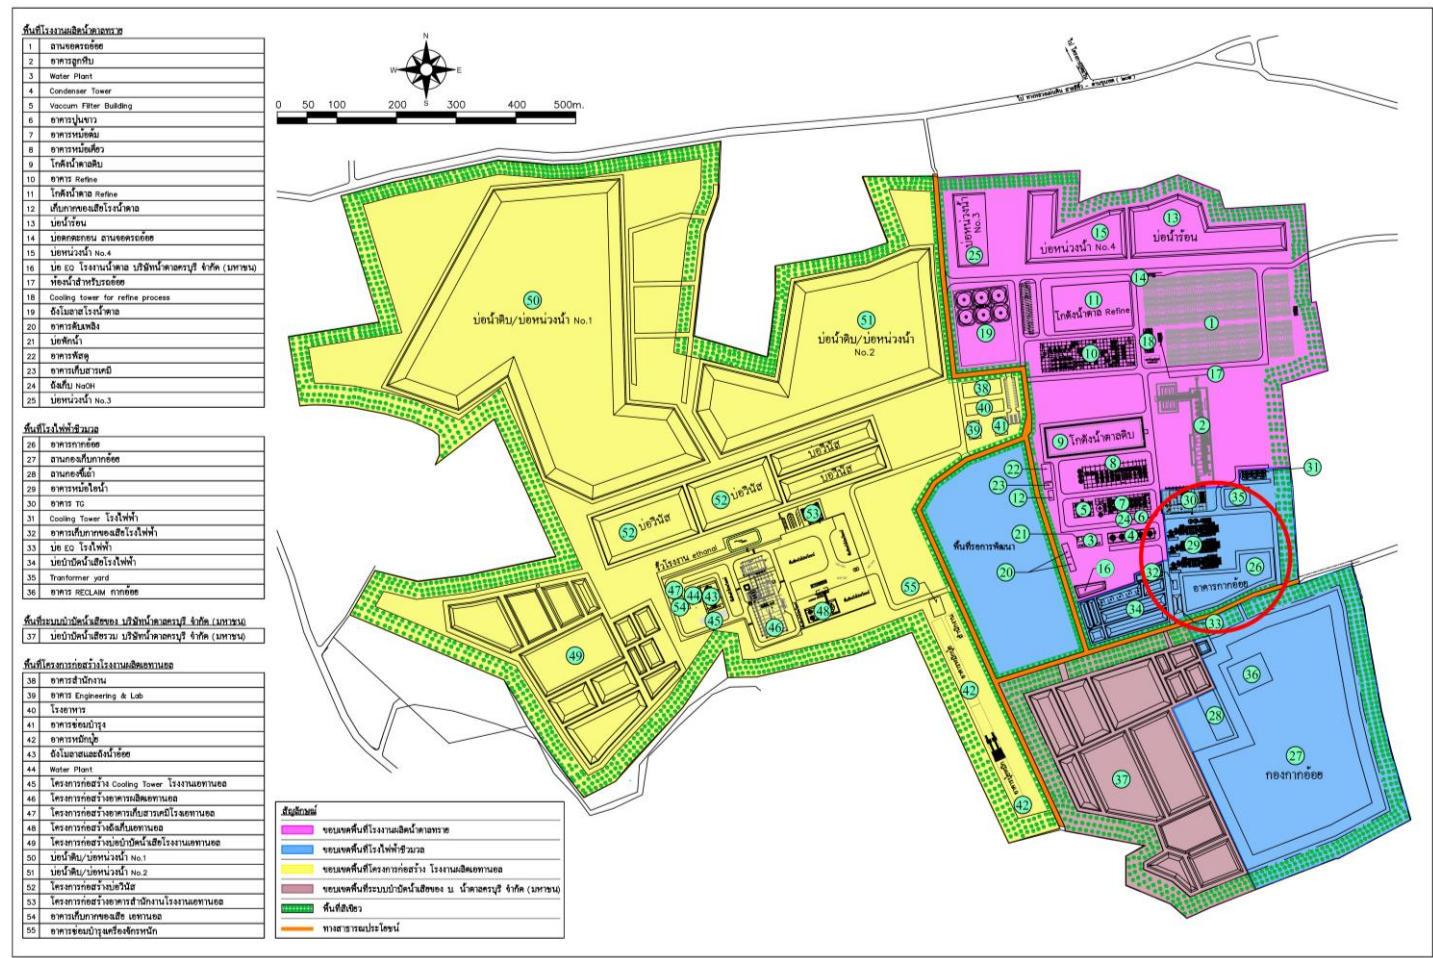 พื้นที่โรงงานผลิตน้ำตาลทราย
1 ลานจอดรถอ้อย
2 อาคารลูกหีบ
3 Water Plant
4 Condenser Tower
5 Vaccum Filter Building
6 อาคารปูนขาว
7 อาคารหม้อต้ม
8 อาคารหม้อเคี่ยว
9 โกดังน้ำตาลดิบ
10 อาคาร Refine
11 โกดังน้ำตาล Refine
12 เก็บกากของเสียโรงน้ำตาล
13 บ่อน้ำร้อน
14 บ่อตกตะกอน ลานจอดรถอ้อย
15 บ่อหน่วงน้ำ No.4
16 บ่อ EQ โรงงานน้ำตาล บริษัทน้ำตาลครบุรี จำกัด (มหาชน)
17 ห้องน้ำสำหรับรถอ้อย
18 Cooling tower for refine process
19 ถังโมลาสโรงน้ำตาล
20 อาคารดับเพลิง
21 บ่อพักน้ำ
22 อาคารพัสดุ
23 อาคารเก็บสารเคมี
24 ถังเก็บ NaOH
25 บ่อหน่วงน้ำ No.3
พื้นที่โรงไฟฟ้าชีวมวล
26 อาคารกากอ้อย
27 ลานกองเก็บกากอ้อย
28 ลานกองขี้เถ้า
29 อาคารหม้อไอน้ำ
30 อาคาร TG
31 Cooling Tower โรงไฟฟ้า
32 อาคารเก็บกากของเสียโรงไฟฟ้า
33 บ่อ EQ โรงไฟฟ้า
34 บ่อบำบัดน้ำเสียโรงไฟฟ้า
35 Tranformer yard
36 อาคาร RECLAIM กากอ้อย
พื้นที่ระบบบำบัดน้ำเสียของ บริษัทน้ำตาลครบุรี จำกัด (มหาชน)
37 บ่อบำบัดน้ำเสียรวม บริษัทน้ำตาลครบุรี จำกัด (มหาชน)
พื้นที่โครงการก่อสร้างโรงงานผลิตเอทานอล
38 อาคารสำนักงาน
39 อาคาร Engineering & Lab
40 โรงอาหาร
41 อาคารซ่อมบำรุง
42 อาคารหมักปุ๋ย
43 ถังโมลาสและถังน้ำอ้อย
44 Water Plant
45 โครงการก่อสร้าง Cooling Tower โรงงานเอทานอล
46 โครงการก่อสร้างอาคารผลิตเอทานอล
47 โครงการก่อสร้างอาคารเก็บสารเคมีโรงเอทานอล
48 โครงการก่อสร้างถังเก็บเอทานอล
49 โครงการก่อสร้างบ่อบำบัดน้ำเสียโรงงานเอทานอล
50 บ่อน้ำดิบ/บ่อหน่วงน้ำ No.1
51 บ่อน้ำดิบ/บ่อหน่วงน้ำ No.2
52 โครงการก่อสร้างบ่อวีนัส
53 โครงการก่อสร้างอาคารสำนักงานโรงงานเอทานอล
54 อาคารเก็บกากของเสีย เอทานอล
55 อาคารซ่อมบำรุงเครื่องจักรหนัก
N
W E
S
0 50 100 200 300 400 500m.
50
บ่อน้ำดิบ/บ่อหน่วงน้ำ No.1
51
บ่อน้ำดิบ/บ่อหน่วงน้ำ
No.2
บ่อหน่วงน้ำ
No.3
25
15
บ่อหน่วงน้ำ No.4
13
บ่อน้ำร้อน
14
11
โกดังน้ำตาล Refine
19
1
18
10
17
38
40
39
41
9 โกดังน้ำตาลดิบ
2
บ่อวีนัส
บ่อวีนัส
52 บ่อวีนัส
52 บ่อวีนัส
53
22
8
23
12
31
30
35
5
7
24
6
21
3
4
29
พื้นที่รอการพัฒนา
20
16
32
26
อาคารกากอ้อย
34
33
รั้วโรงงาน ethanol
47
44
43
54
45
46
48
55
49
42
42
36
28
27
กองกากอ้อย
37
สัญลักษณ์
ขอบเขตพื้นที่โรงงานผลิตน้ำตาลทราย
ขอบเขตพื้นที่โรงไฟฟ้าชีวมวล
ขอบเขตพื้นที่โครงการก่อสร้าง โรงงานผลิตเอทานอล
ขอบเขตพื้นที่ระบบบำบัดน้ำเสียของ บ. น้ำตาลครบุรี จำกัด (มหาชน)
พื้นที่สีเขียว
ทางสาธารณประโยชน์